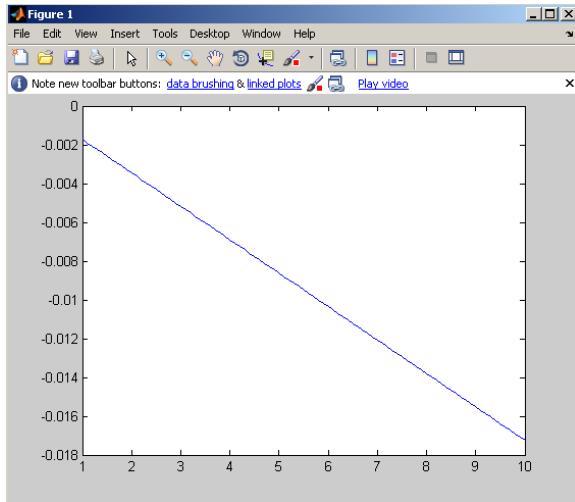 Figure 1
File Edit View Insert Tools Desktop Window Help
Note new toolbar buttons: data brushing & linked plots Play video
0
-0.002
-0.004
-0.006
-0.008
-0.01
-0.012
-0.014
-0.016
-0.018
1 2 3 4 5 6 7 8 9 10